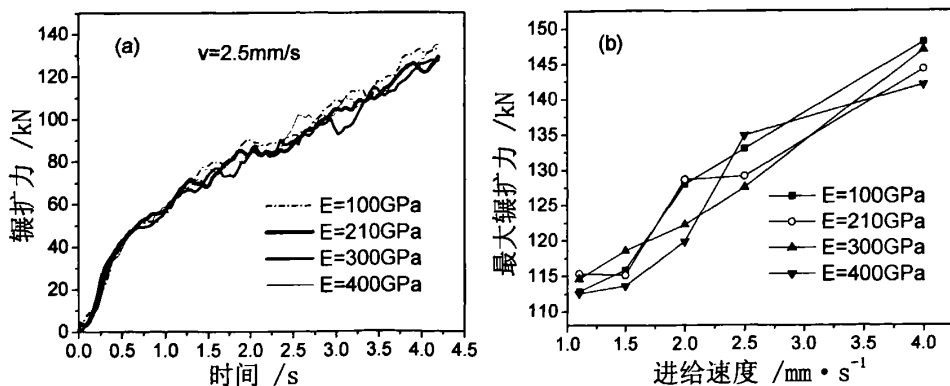 (a)
v=2.5mm/s
辗扩力 /kN
140
120
100
80
60
40
20
0
0.0 0.5 1.0 1.5 2.0 2.5 3.0 3.5 4.0 4.5
时间 /s
E=100GPa
E=210GPa
E=300GPa
E=400GPa
(b)
最大辗扩力 /kN
150
145
140
135
130
125
120
115
110
1.0 1.5 2.0 2.5 3.0 3.5 4.0
进给速度 /mm·s⁻¹
E=100GPa
E=210GPa
E=300GPa
E=400GPa